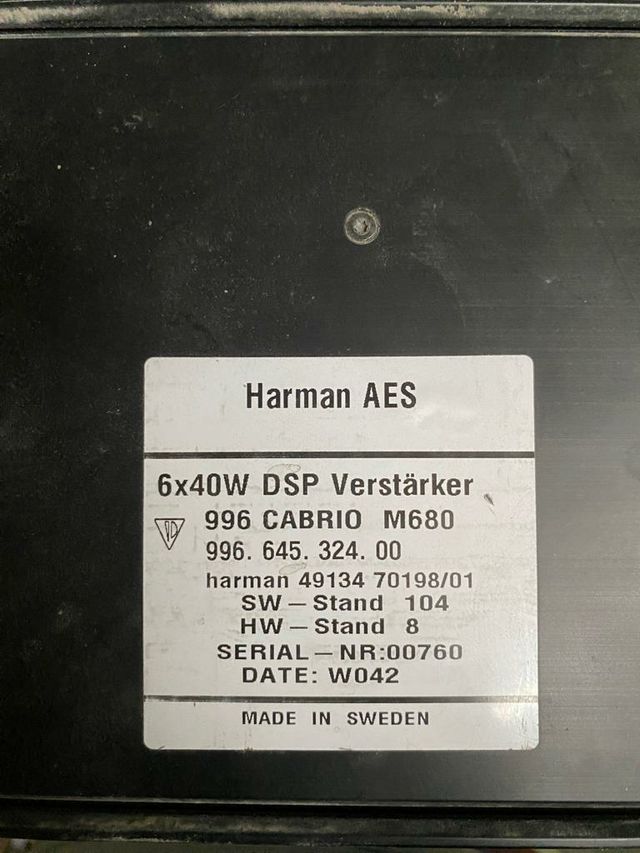 Harman AES
6x40W DSP Verstärker
996 CABRIO M680
996. 645. 324. 00
harman 49134 70198/01
SW – Stand 104
HW – Stand 8
SERIAL – NR:00760
DATE: W042
MADE IN SWEDEN